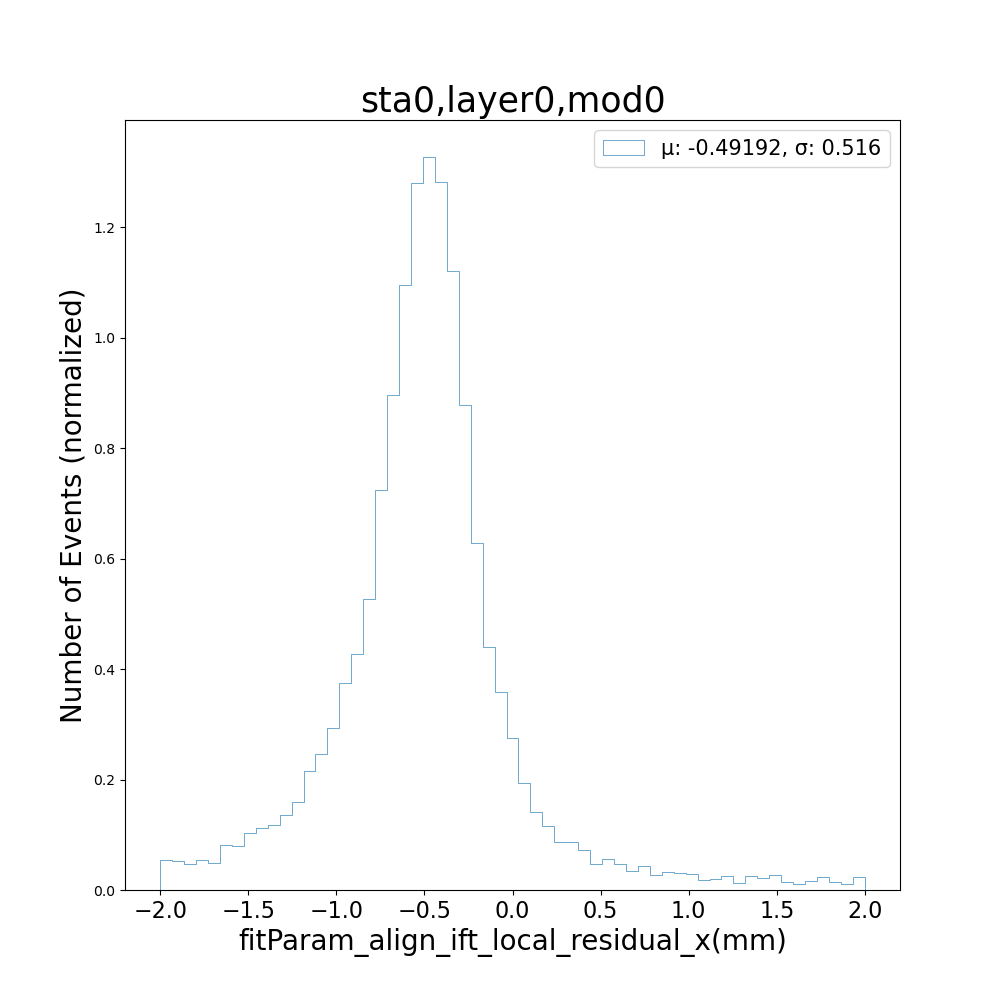 sta0,layer0,mod0
μ: -0.49192, σ: 0.516
Number of Events (normalized)
1.2
1.0
0.8
0.6
0.4
0.2
0.0
−2.0 −1.5 −1.0 −0.5 0.0 0.5 1.0 1.5 2.0
fitParam_align_ift_local_residual_x(mm)